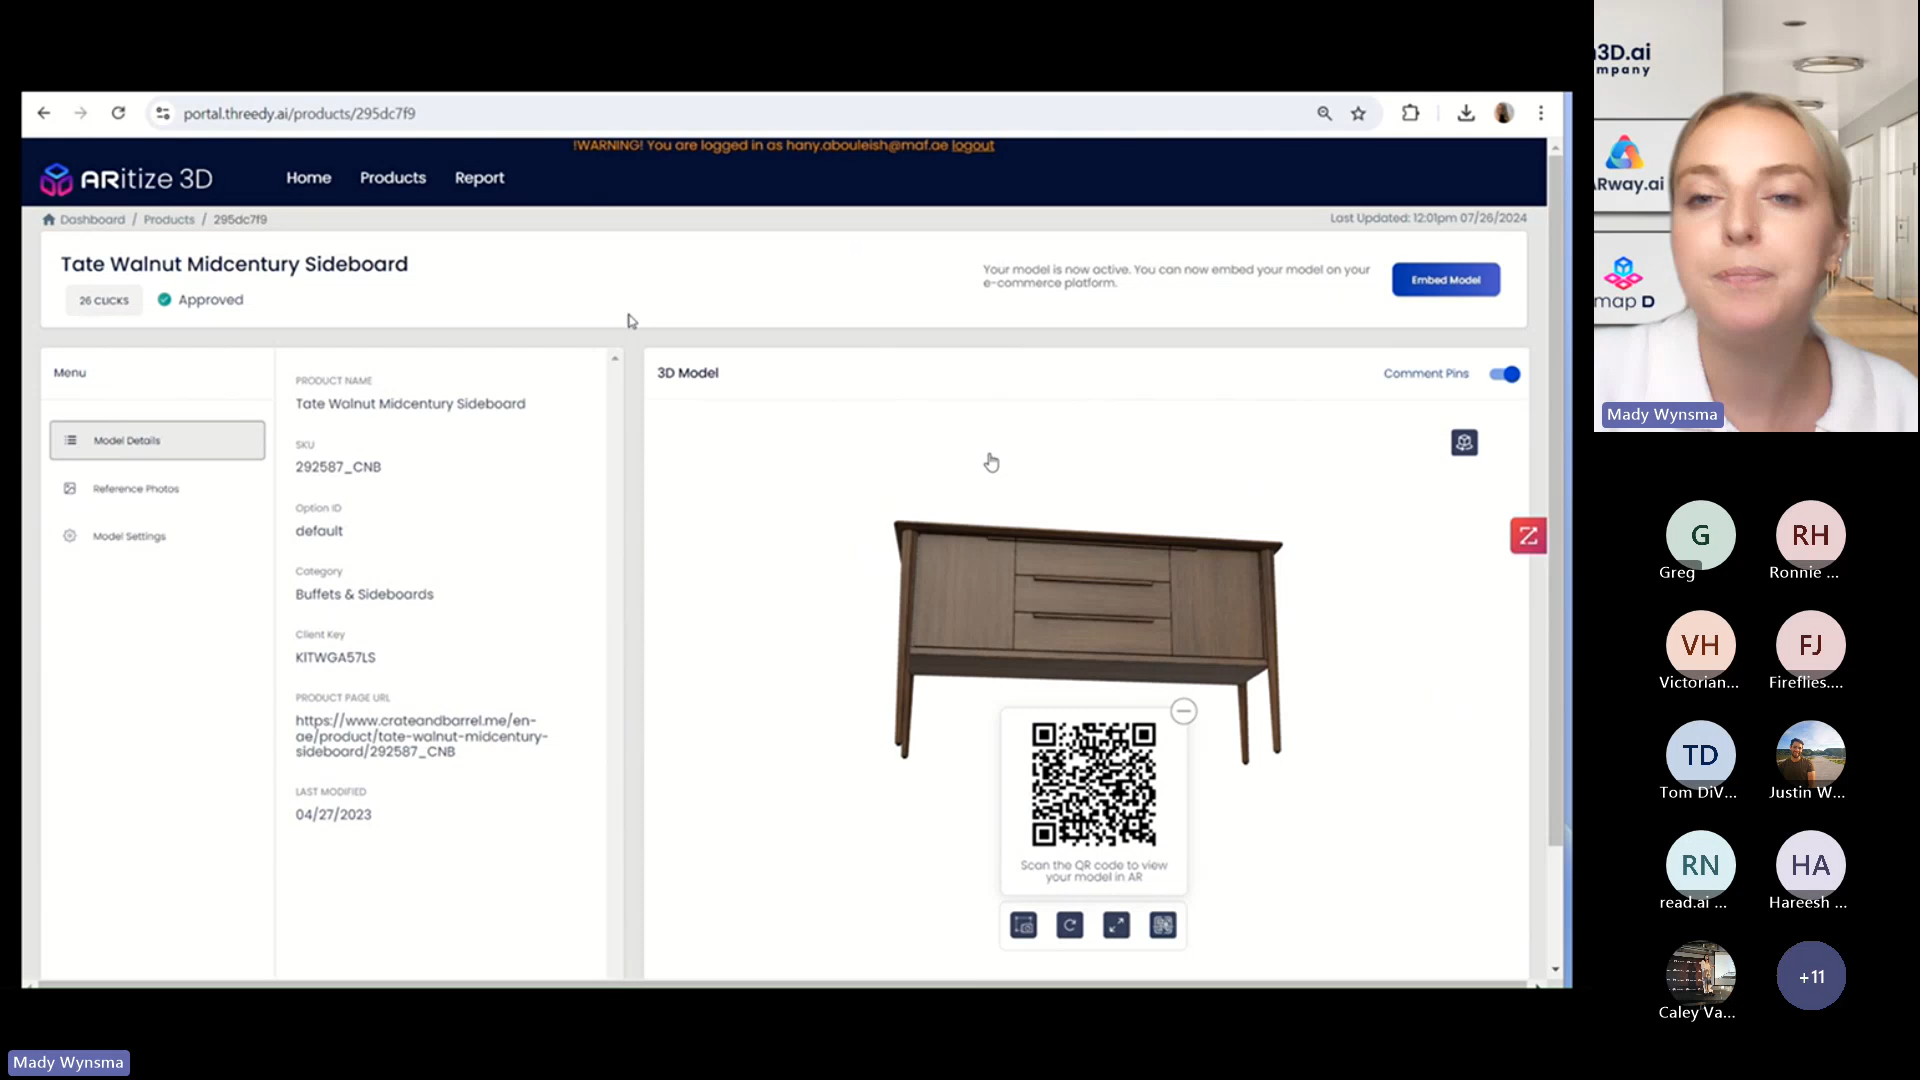 portal.threedy.ai/products/295dc7f9
!WARNING! You are logged in as hany.abouleish@maf.ae logout
ARitize 3D
Home
Products
Report
Dashboard / Products / 295dc7f9
Last Updated: 12:01pm 07/26/2024
Tate Walnut Midcentury Sideboard
26 CLICKS
Approved
Your model is now active. You can now embed your model on your
e-commerce platform.
Embed Model
Menu
Model Details
Reference Photos
Model Settings
PRODUCT NAME
Tate Walnut Midcentury Sideboard
SKU
292587_CNB
Option ID
default
Category
Buffets & Sideboards
Client Key
KITWGA57LS
PRODUCT PAGE URL
https://www.crateandbarrel.me/en-
ae/product/tate-walnut-midcentury-
sideboard/292587_CNB
LAST MODIFIED
04/27/2023
3D Model
Comment Pins
Scan the QR code to view
your model in AR
3D.ai
mpany
ARway.ai
map D
Mady Wynsma
G
Greg
RH
Ronnie ...
VH
Victorian...
FJ
Fireflies....
TD
Tom DiV...
Justin W...
RN
read.ai ...
HA
Hareesh ...
Caley Va...
+11
Mady Wynsma